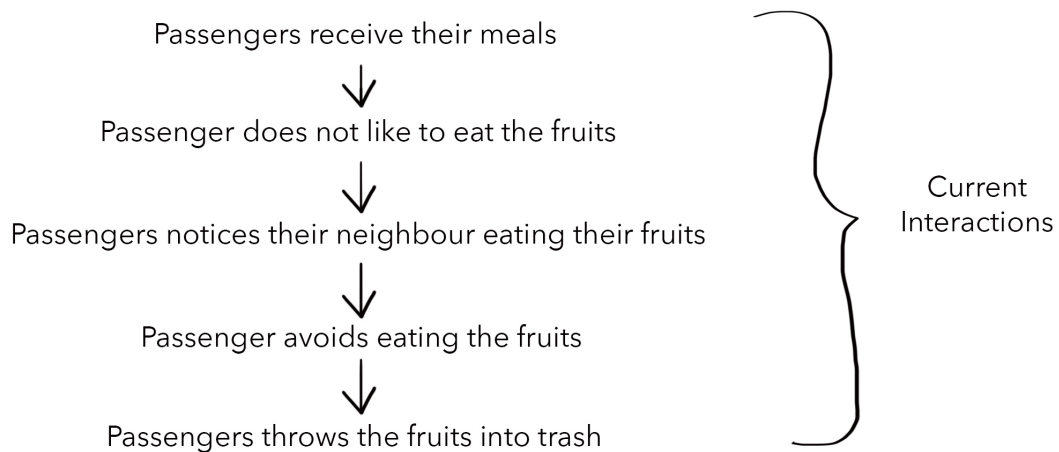 Passengers receive their meals
Passenger does not like to eat the fruits
Passengers notices their neighbour eating their fruits
Passenger avoids eating the fruits
Passengers throws the fruits into trash
Current
Interactions